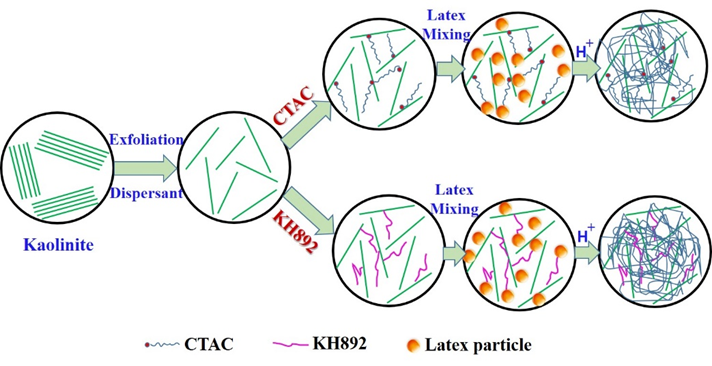 Latex
Mixing
H+
CTAC
Exfoliation
Dispersant
Kaolinite
KH892
Latex
Mixing
H+
CTAC
KH892
Latex particle